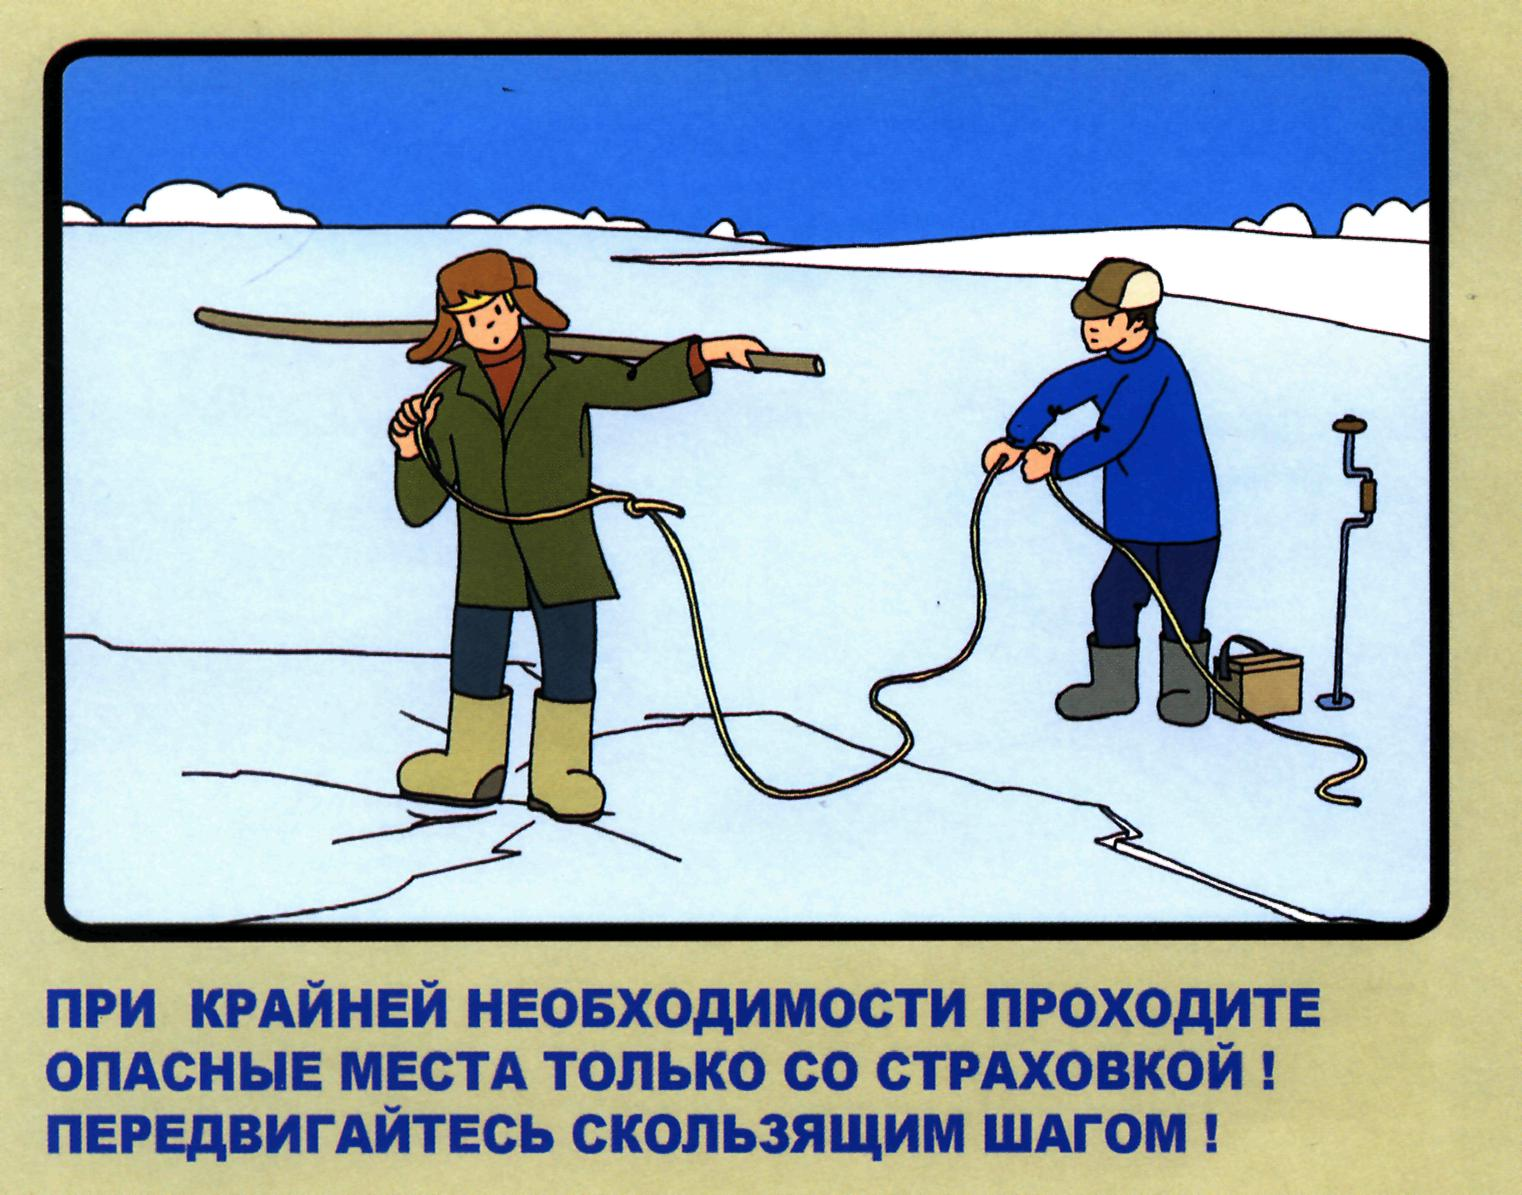 ПРИ КРАЙНЕЙ НЕОБХОДИМОСТИ ПРОХОДИТЕ
ОПАСНЫЕ МЕСТА ТОЛЬКО СО СТРАХОВКОЙ !
ПЕРЕДВИГАЙТЕСЬ СКОЛЬЗЯЩИМ ШАГОМ !